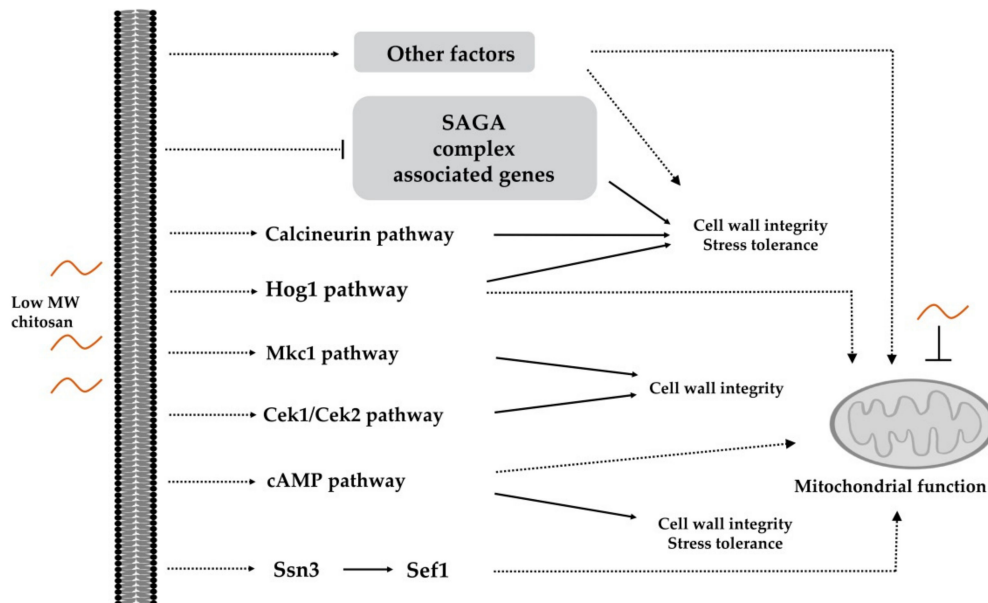 Other factors
SAGA
complex
associated genes
Cell wall integrity
Stress tolerance
Calcineurin pathway
Hog1 pathway
Low MW
chitosan
Mkc1 pathway
Cell wall integrity
Cek1/Cek2 pathway
cAMP pathway
Mitochondrial function
Cell wall integrity
Stress tolerance
Ssn3
Sef1